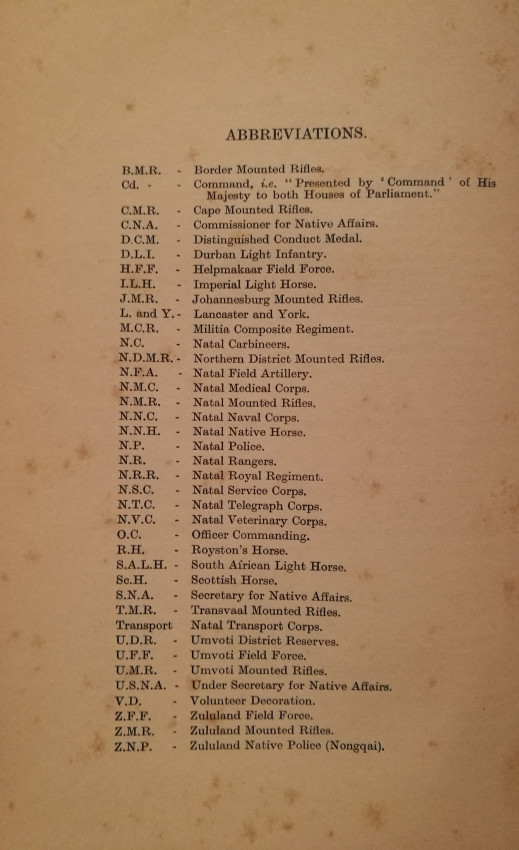 ABBREVIATIONS.
B.M.R. - Border Mounted Rifles.
Cd. - - Command, i.e. "Presented by 'Command' of His
Majesty to both Houses of Parliament."
C.M.R. - Cape Mounted Rifles.
C.N.A. - Commissioner for Native Affairs.
D.C.M. - Distinguished Conduct Medal.
D.L.I. - Durban Light Infantry.
H.F.F. - Helpmakaar Field Force.
I.L.H. - Imperial Light Horse.
J.M.R. - Johannesburg Mounted Rifles.
L. and Y. - Lancaster and York.
M.C.R. - Militia Composite Regiment.
N.C. - Natal Carbineers.
N.D.M.R. - Northern District Mounted Rifles.
N.F.A. - Natal Field Artillery.
N.M.C. - Natal Medical Corps.
N.M.R. - Natal Mounted Rifles.
N.N.C. - Natal Naval Corps.
N.N.H. - Natal Native Horse.
N.P. - Natal Police.
N.R. - Natal Rangers.
N.R.R. - Natal Royal Regiment.
N.S.C. - Natal Service Corps.
N.T.C. - Natal Telegraph Corps.
N.V.C. - Natal Veterinary Corps.
O.C. - Officer Commanding.
R.H. - Royston's Horse.
S.A.L.H. - South African Light Horse.
Sc.H. - Scottish Horse.
S.N.A. - Secretary for Native Affairs.
T.M.R. - Transvaal Mounted Rifles.
Transport Natal Transport Corps.
U.D.R. - Umvoti District Reserves.
U.F.F. - Umvoti Field Force.
U.M.R. - Umvoti Mounted Rifles.
U.S.N.A. - Under Secretary for Native Affairs.
V.D. - Volunteer Decoration.
Z.F.F. - Zululand Field Force.
Z.M.R. - Zululand Mounted Rifles.
Z.N.P. - Zululand Native Police (Nongqai).